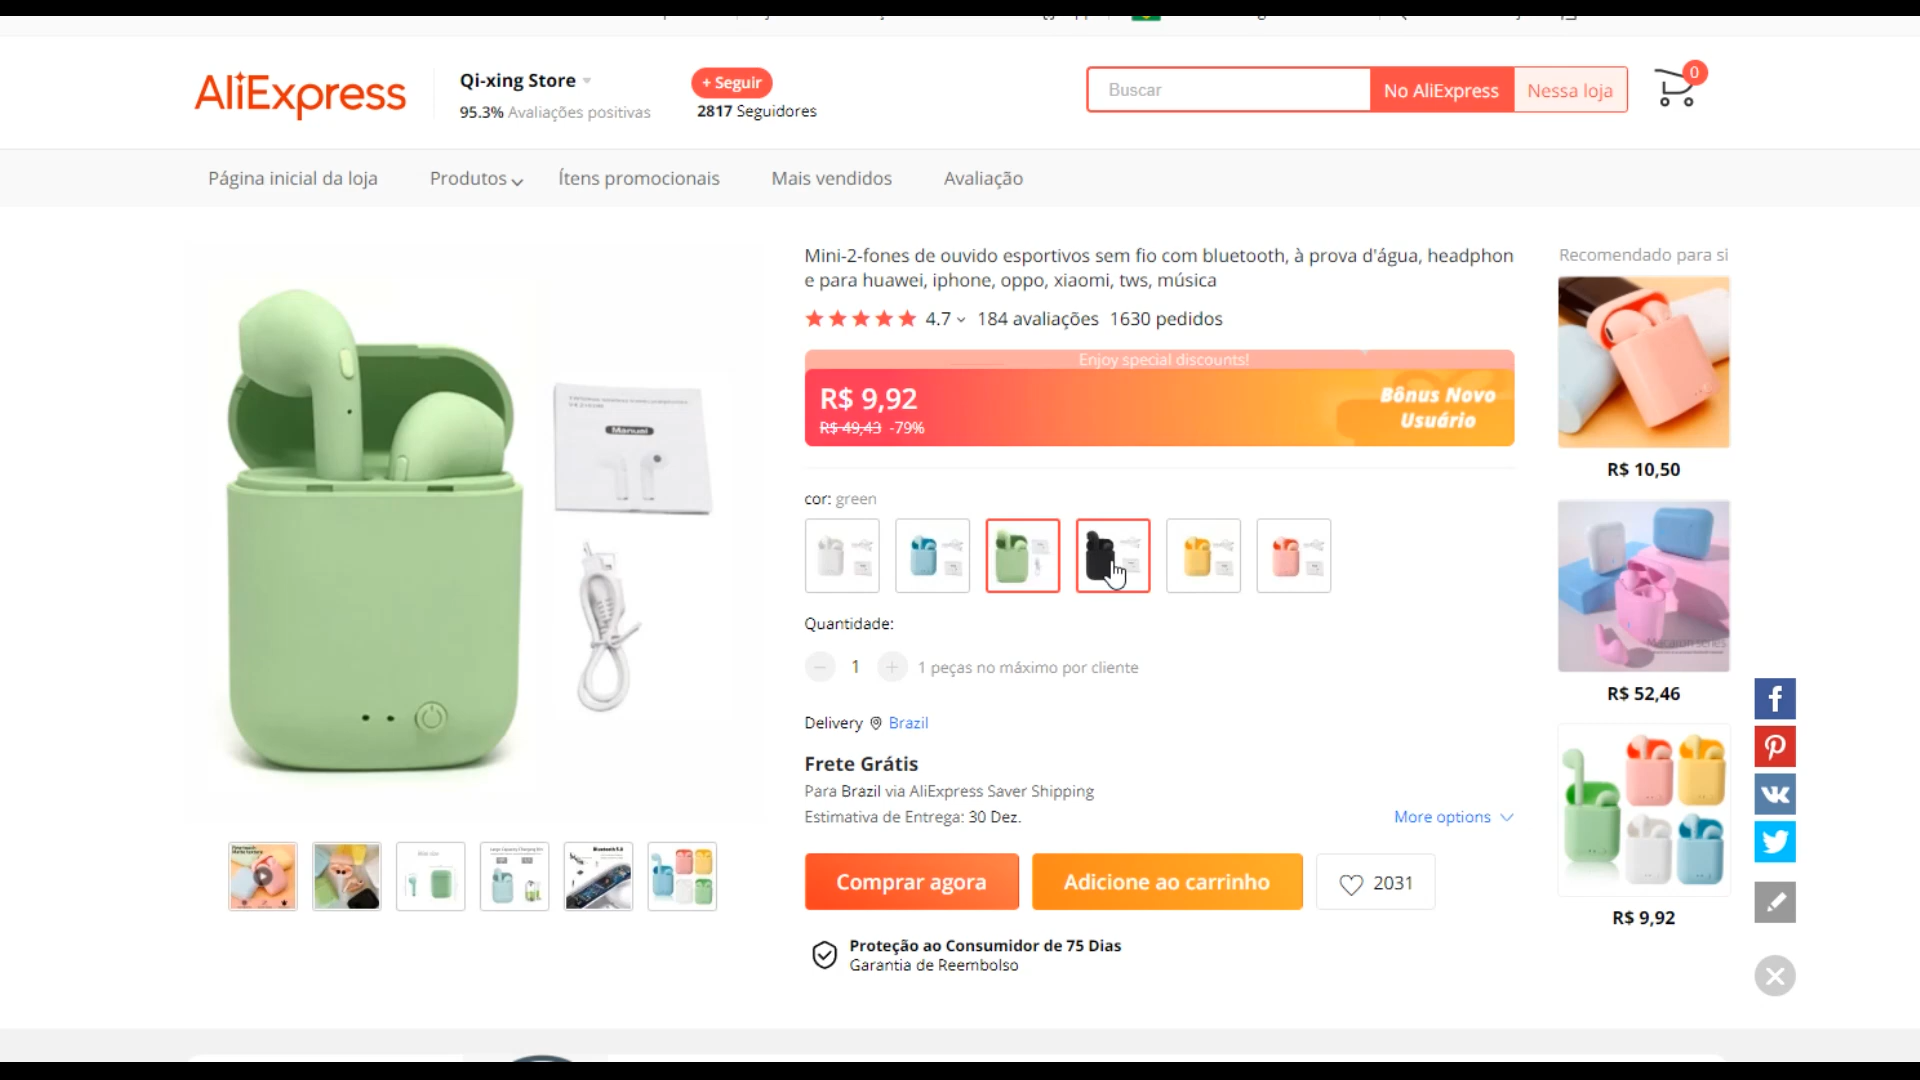 AliExpress
Qi-xing Store
95.3% Avaliações positivas
+ Seguir
2817 Seguidores
Buscar
No AliExpress
Nessa loja
0
Página inicial da loja
Produtos
Ítens promocionais
Mais vendidos
Avaliação
Mini-2-fones de ouvido esportivos sem fio com bluetooth, à prova d'água, headphon
e para huawei, iphone, oppo, xiaomi, tws, música
4.7
184 avaliações
1630 pedidos
Enjoy special discounts!
R$ 9,92
R$ 49,43 -79%
Bônus Novo
Usuário
cor: green
Manual
Quantidade:
1
1 peças no máximo por cliente
Delivery
Brazil
Frete Grátis
Para Brazil via AliExpress Saver Shipping
Estimativa de Entrega: 30 Dez.
More options
Comprar agora
Adicione ao carrinho
2031
Proteção ao Consumidor de 75 Dias
Garantia de Reembolso
Recomendado para si
R$ 10,50
Macaron series
R$ 52,46
R$ 9,92